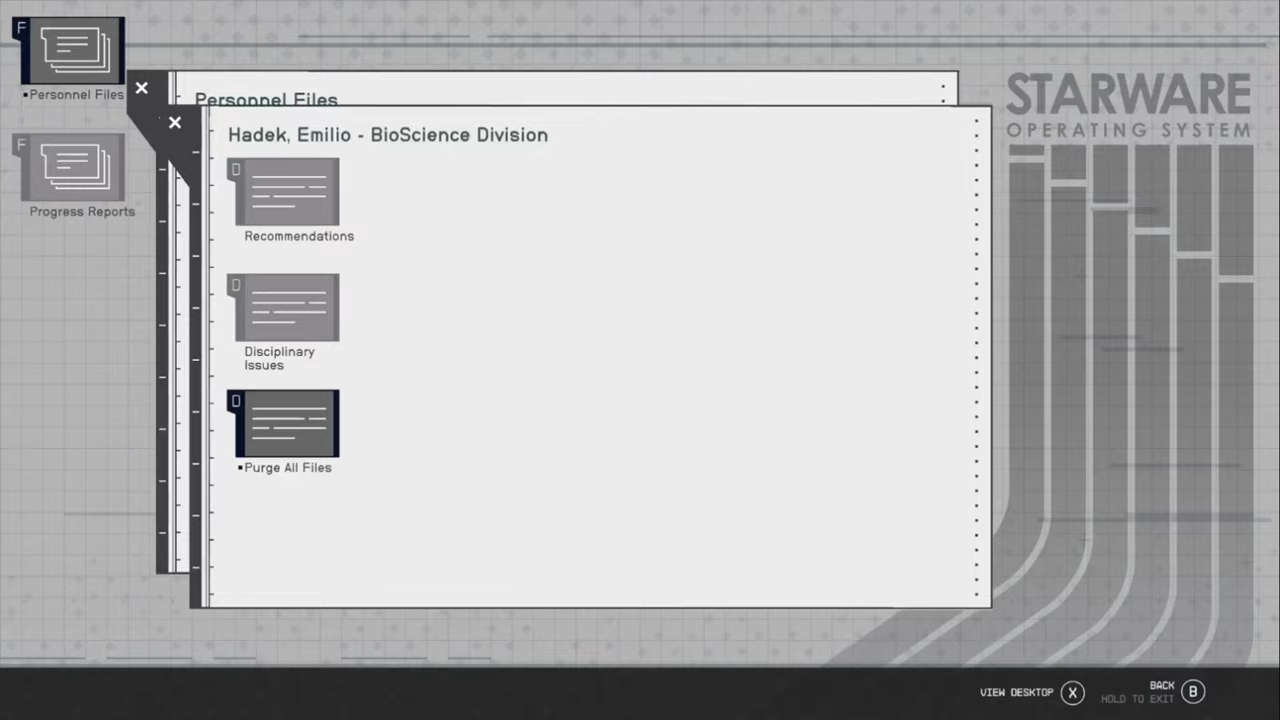 F
Personnel Files
F
Progress Reports
Personnel Files
Hadek, Emilio - BioScience Division
Recommendations
Disciplinary
Issues
Purge All Files
STARWARE
OPERATING SYSTEM
VIEW DESKTOP X
BACK B
HOLD TO EXIT